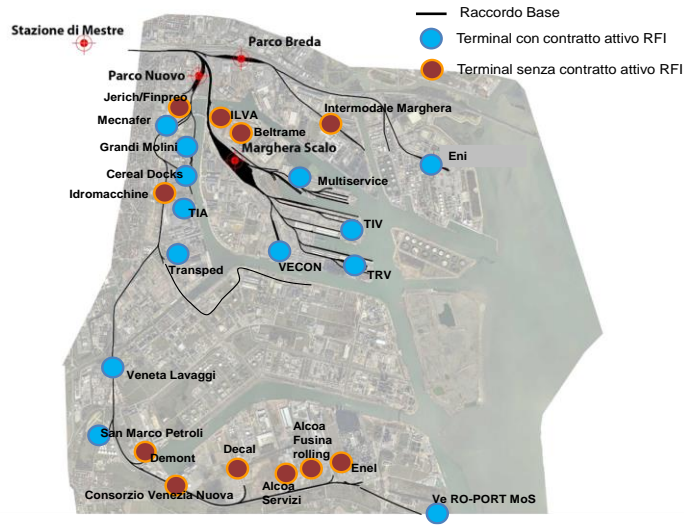 Raccordo Base
Stazione di Mestre
Terminal con contratto attivo RFI
Parco Breda
Terminal senza contratto attivo RFI
Parco Nuovo
Jerich/Finpreo
Intermodale Marghera
ILVA
Mecnafer
Beltrame
Grandi Molini
Marghera Scalo
Eni
Cereal Docks
Multiservice
Idromacchine
TIA
TIV
Transped
VECON
TRV
Veneta Lavaggi
San Marco Petroli
Alcoa
Fusina
rolling
Decal
Demont
Enel
Alcoa
Servizi
Consorzio Venezia Nuova
Ve RO-PORT MoS